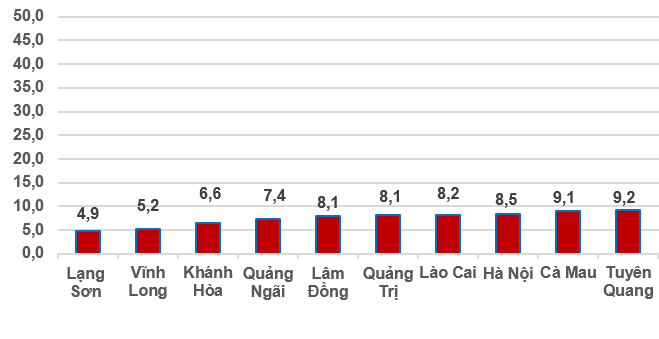 50,0
45,0
40,0
35,0
30,0
25,0
20,0
15,0
10,0
5,0
0,0
4,9
5,2
6,6
7,4
8,1
8,1
8,2
8,5
9,1
9,2
Lạng
Sơn
Vĩnh
Long
Khánh
Hòa
Quảng
Ngãi
Lâm
Đồng
Quảng
Trị
Lào Cai
Hà Nội
Cà Mau
Tuyên
Quang